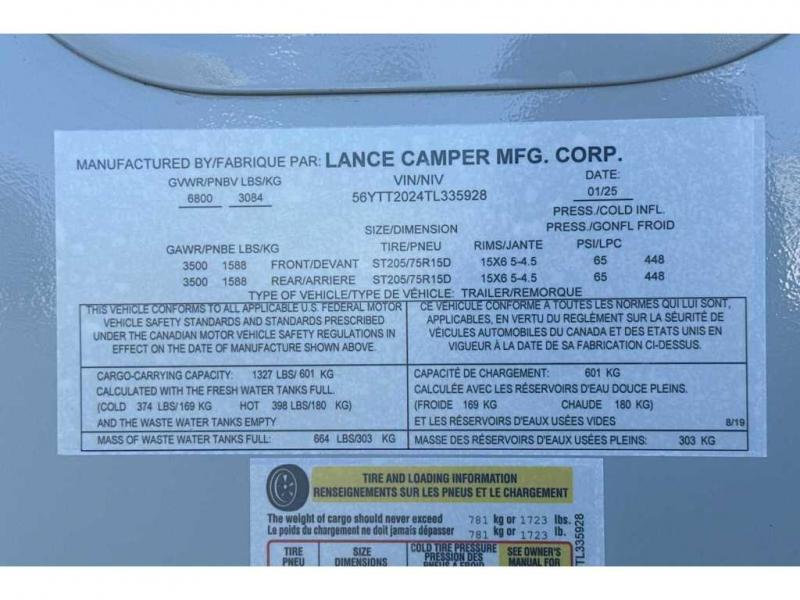 MANUFACTURED BY/FABRIQUE PAR: LANCE CAMPER MFG. CORP.
GVWR/PNBV LBS/KG VIN/NIV DATE:
6800 3084 56YTT2024TL335928 01/25
PRESS./COLD INFL.
SIZE/DIMENSION PRESS./GONFL FROID
GAWR/PNBE LBS/KG TIRE/PNEU RIMS/JANTE PSI/LPC
3500 1588 FRONT/DEVANT ST205/75R15D 15X6 5-4.5 65 448
3500 1588 REAR/ARRIERE ST205/75R15D 15X6 5-4.5 65 448
TYPE OF VEHICLE/TYPE DE VÉHICLE: TRAILER/REMORQUE
THIS VEHICLE CONFORMS TO ALL APPLICABLE U.S. FEDERAL MOTOR
VEHICLE SAFETY STANDARDS AND STANDARDS PRESCRIBED
UNDER THE CANADIAN MOTOR VEHICLE SAFETY REGULATIONS IN
EFFECT ON THE DATE OF MANUFACTURE SHOWN ABOVE.
CE VÉHICULE CONFORME À TOUTES LES NORMES QUI LUI SONT,
APPLICABLES, EN VERTU DU REGLMENT SUR LA SÉURITÉ DE
VÉICULES AUTOMOBILES DU CANADA ET DES ETATS UNIS EN
VIGUEUR À LA DATE DE SA FABRICATION CI-DESSUS.
CARGO-CARRYING CAPACITY: 1327 LBS/ 601 KG
CALCULATED WITH THE FRESH WATER TANKS FULL.
(COLD 374 LBS/169 KG HOT 398 LBS/180 KG)
AND THE WASTE WATER TANKS EMPTY
MASS OF WASTE WATER TANKS FULL: 664 LBS/303 KG
CAPACITÉ DE CHARGEMENT: 601 KG
CALCULÉE AVEC LES RÉSERVOIRS D'EAU DOUCE PLEINS.
(FROIDE 169 KG CHAUDE 180 KG)
ET LES RÉSERVOIRS D'EAUX USÉES VIDES 8/19
MASSE DES RÉSERVOIRS D'EAUX USÉES PLEINS: 303 KG
TIRE AND LOADING INFORMATION
RENSEIGNEMENTS SUR LES PNEUS ET LE CHARGEMENT
The weight of cargo should never exceed 781 kg or 1723 lbs.
Le poids du chargement ne doit jamais dépasser 781 kg or 1723 lb.
TIRE SIZE COLD TIRE PRESSURE SEE OWNER'S
PNEU DIMENSIONS PRESSION DES MANUAL FOR
PNEUS A FROID
TL335928